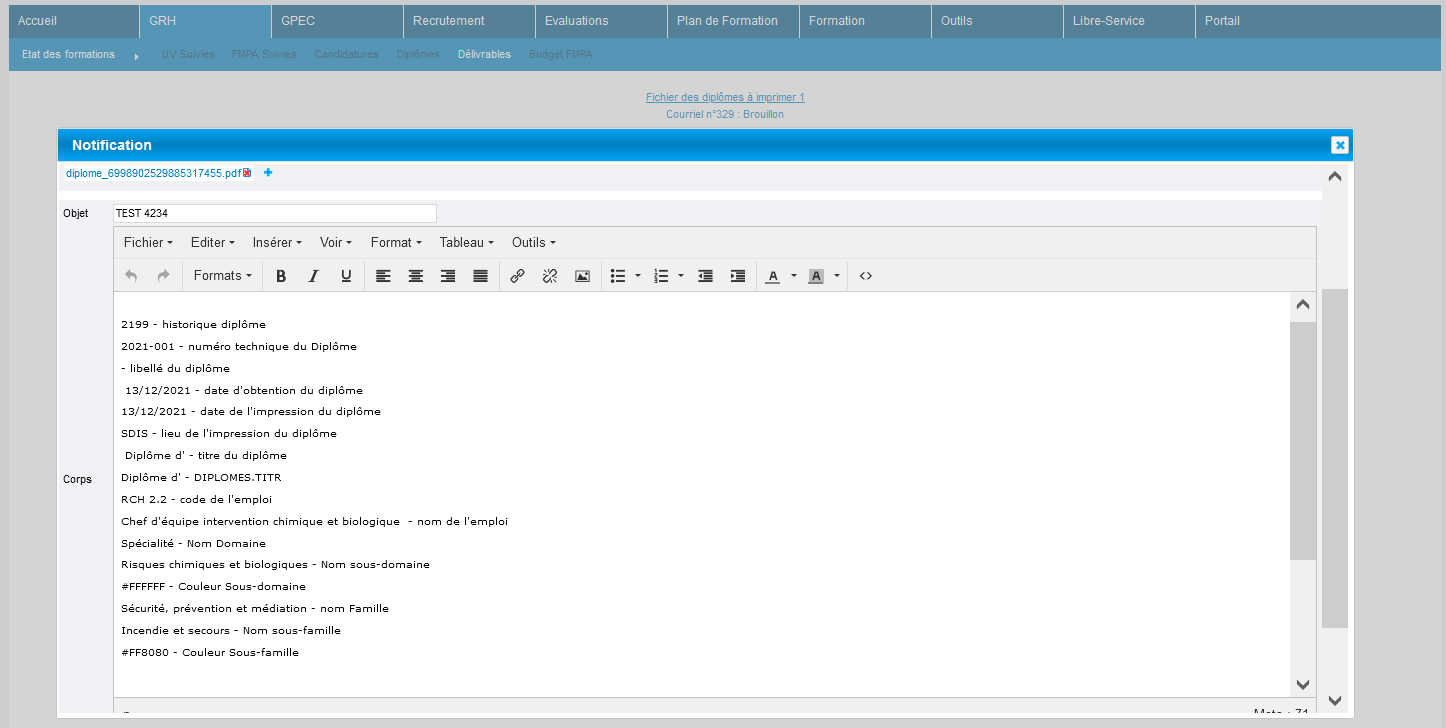 Accueil GRH GPEC Recrutement Evaluations Plan de Formation Formation Outils Libre-Service Portail
Etat des formations UV Suivies FMPA Suivies Candidatures Diplômes Délivrables Budget FMPA
Fichier des diplômes à imprimer 1
Courriel n°329 : Brouillon
Notification
diplome_6998902529885317455.pdf
Objet TEST 4234
Fichier Editer Insérer Voir Format Tableau Outils
Formats B I U A A <>
2199 - historique diplôme
2021-001 - numéro technique du Diplôme
- libellé du diplôme
13/12/2021 - date d'obtention du diplôme
13/12/2021 - date de l'impression du diplôme
SDIS - lieu de l'impression du diplôme
Diplôme d' - titre du diplôme
Corps
Diplôme d' - DIPLOMES.TITR
RCH 2.2 - code de l'emploi
Chef d'équipe intervention chimique et biologique - nom de l'emploi
Spécialité - Nom Domaine
Risques chimiques et biologiques - Nom sous-domaine
#FFFFFF - Couleur Sous-domaine
Sécurité, prévention et médiation - nom Famille
Incendie et secours - Nom sous-famille
#FF8080 - Couleur Sous-famille
Mots : 71